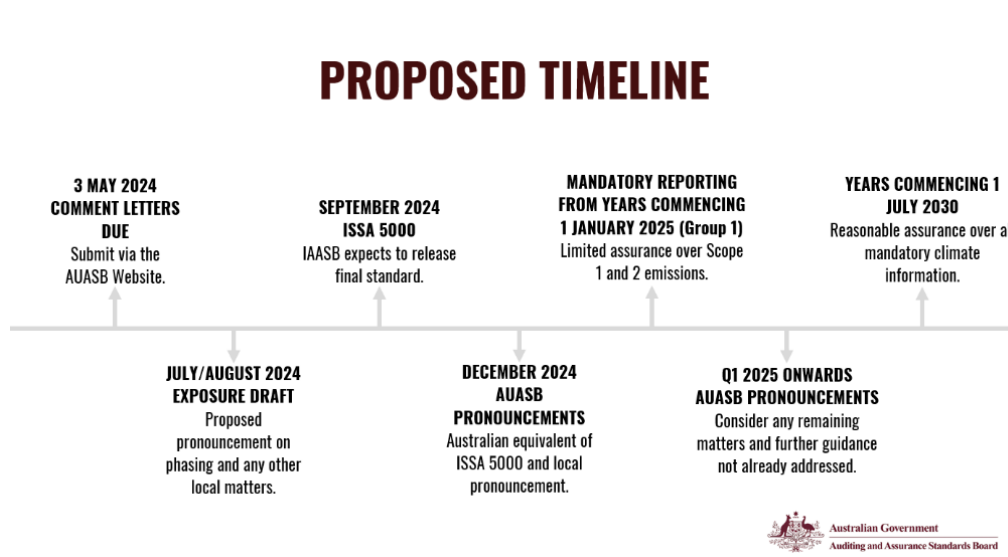 PROPOSED TIMELINE
3 MAY 2024
COMMENT LETTERS
DUE
Submit via the
AUASB Website.
SEPTEMBER 2024
ISSA 5000
IAASB expects to release
final standard.
MANDATORY REPORTING
FROM YEARS COMMENCING
1 JANUARY 2025 (Group 1)
Limited assurance over Scope
1 and 2 emissions.
YEARS COMMENCING 1
JULY 2030
Reasonable assurance over
mandatory climate
information.
JULY/AUGUST 2024
EXPOSURE DRAFT
Proposed
pronouncement on
phasing and any other
local matters.
DECEMBER 2024
AUASB
PRONOUNCEMENTS
Australian equivalent of
ISSA 5000 and local
pronouncement.
Q1 2025 ONWARDS
AUASB PRONOUNCEMENTS
Consider any remaining
matters and further guidance
not already addressed.
Australian Government
Auditing and Assurance Standards Board